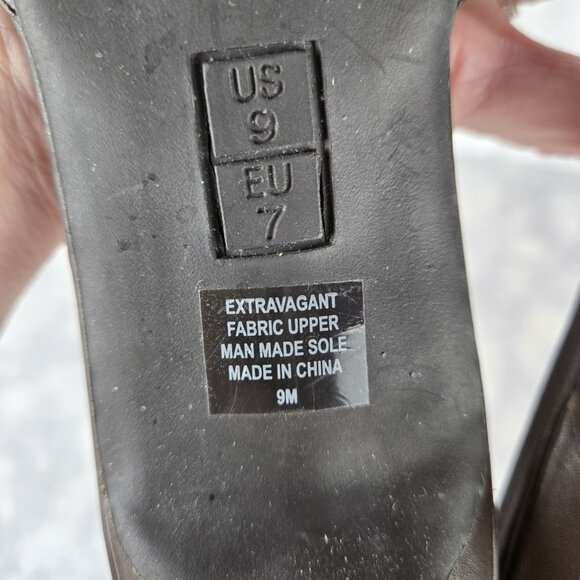 US
9
EU
7
EXTRAVAGANT
FABRIC UPPER
MAN MADE SOLE
MADE IN CHINA
9M